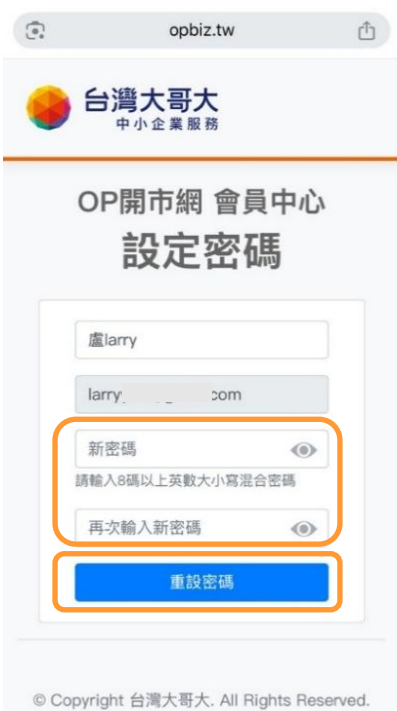 opbiz.tw
台灣大哥大
中小企業服務
OP開市網 會員中心
設定密碼
盧larry
larry com
新密碼
請輸入8碼以上英數大小寫混合密碼
再次輸入新密碼
重設密碼
© Copyright 台灣大哥大. All Rights Reserved.